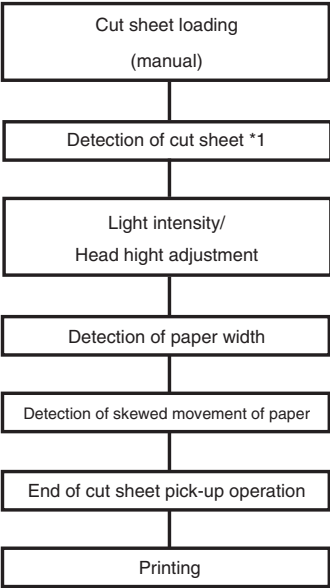 Cut sheet loading
(manual)
Detection of cut sheet *1
Light intensity/
Head hight adjustment
Detection of paper width
Detection of skewed movement of paper
End of cut sheet pick-up operation
Printing